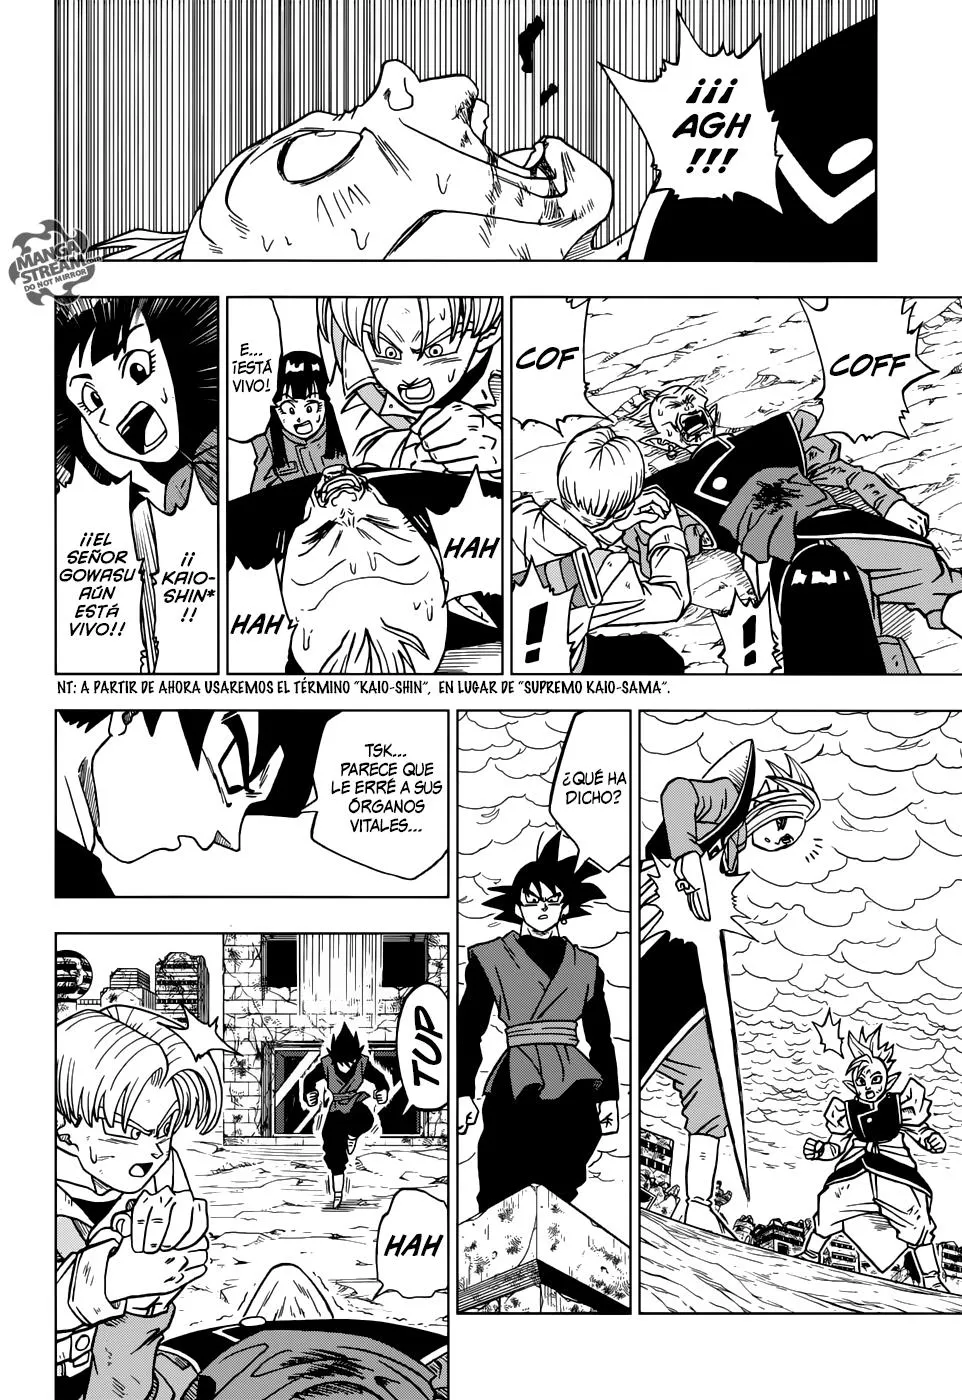 ¡¡¡
AGH
!!!
MANGA
STREAM.com
DO NOT MIRROR
COFF
COF
!
!
E...
¡ESTÁ
VIVO!
HAH
HAH
¡¡
KAIO-
SHIN*
!!
¡¡EL
SEÑOR
GOWASU
AÚN
ESTÁ
VIVO!!
NT: A PARTIR DE AHORA USAREMOS EL TÉRMINO "KAIO-SHIN", EN LUGAR DE "SUPREMO KAIO-SAMA".
¿QUÉ HA
DICHO?
TSK...
PARECE QUE
LE ERRÉ A SUS
ÓRGANOS
VITALES...
TUP
HAH